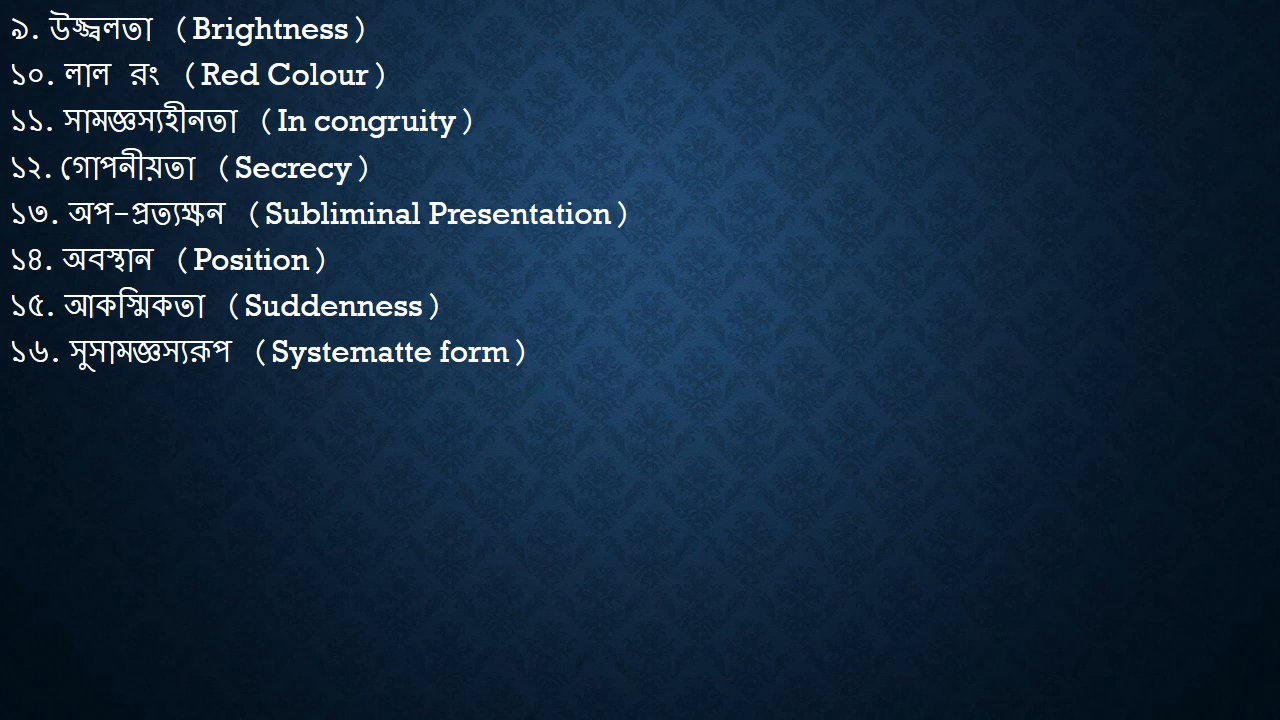 ৯. উজ্জ্বলতা (Brightness)
১০. লাল রং (Red Colour)
১১. সামঞ্জস্যহীনতা (In congruity)
১২. গোপনীয়তা (Secrecy)
১৩. অপ-প্রত্যক্ষন (Subliminal Presentation)
১৪. অবস্থান (Position)
১৫. আকস্মিকতা (Suddenness)
১৬. সুসামঞ্জস্যরূপ (Systematte form)